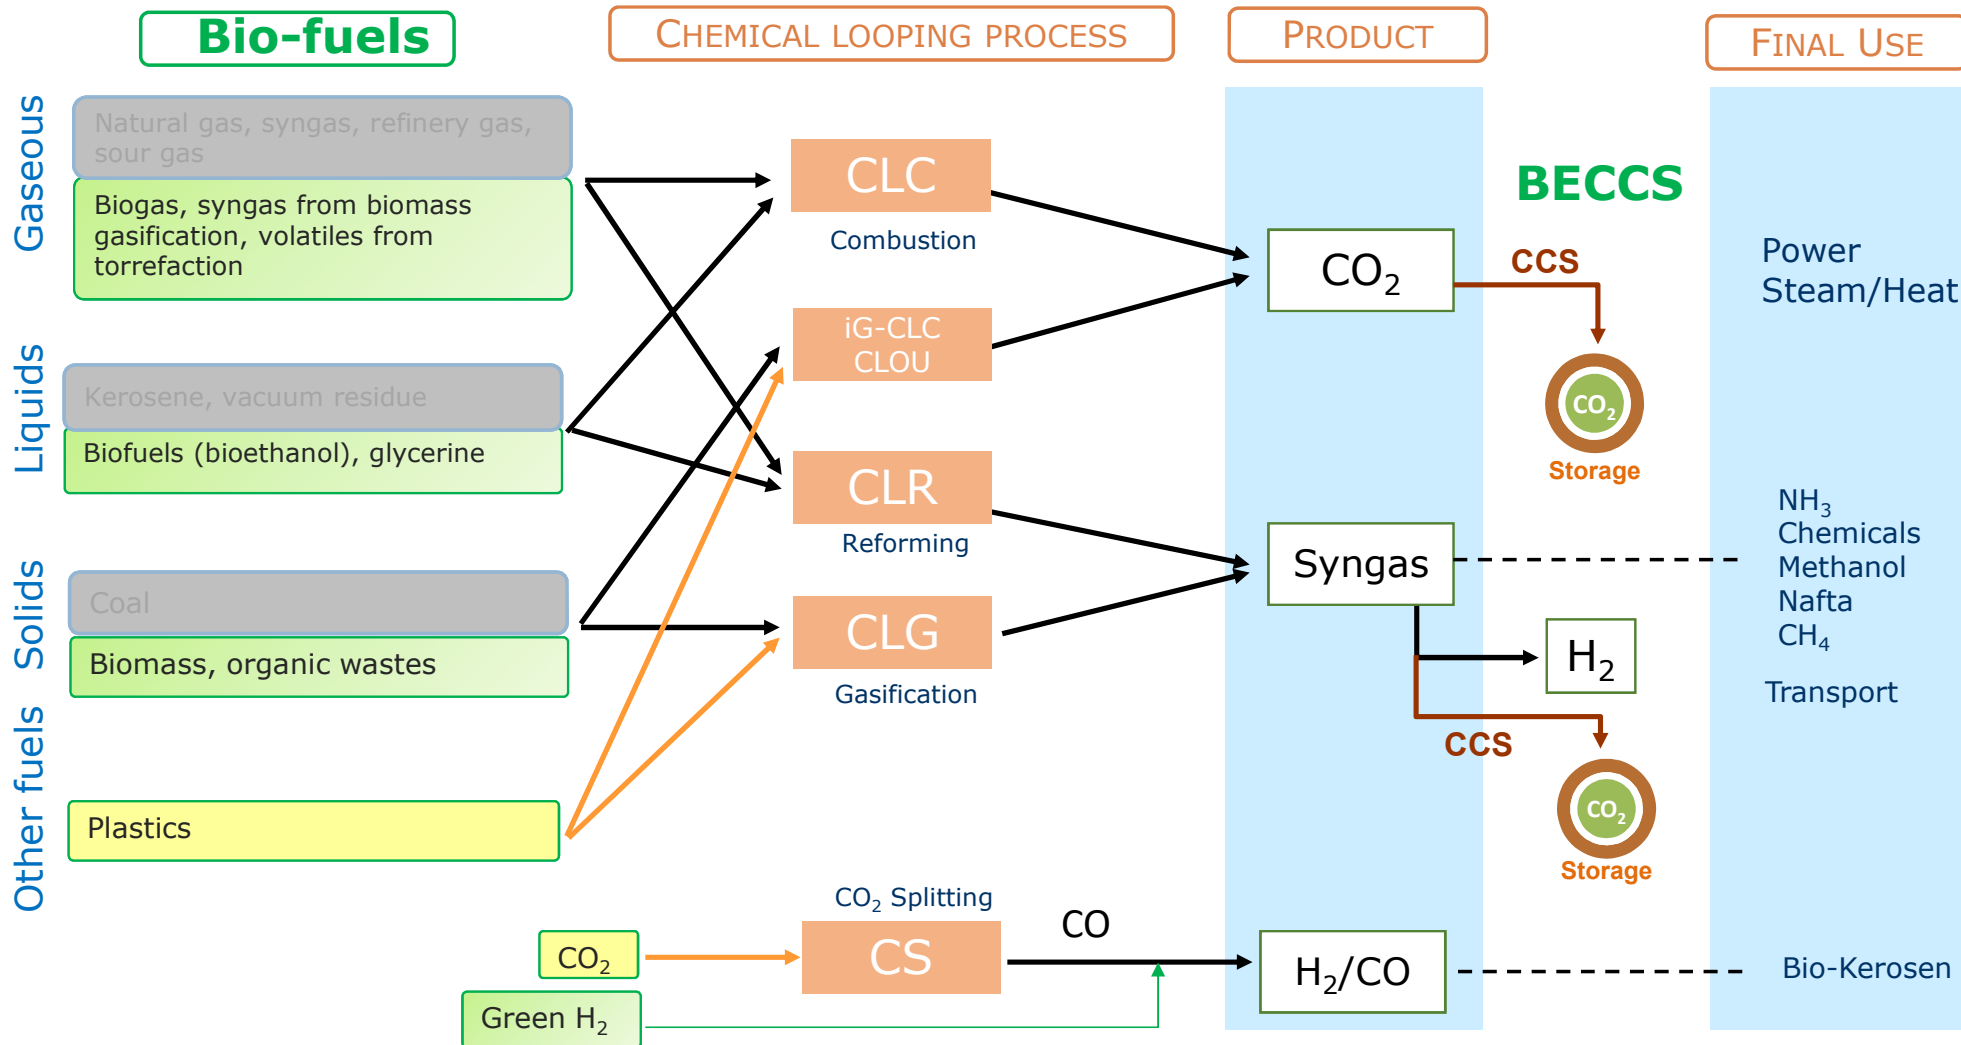 Bio-fuels
CHEMICAL LOOPING PROCESS
PRODUCT
FINAL USE
Gaseous
Natural gas, syngas, refinery gas,
sour gas
Biogas, syngas from biomass
gasification, volatiles from
torrefaction
Liquids
Kerosene, vacuum residue
Biofuels (bioethanol), glycerine
Solids
Coal
Biomass, organic wastes
Other fuels
Plastics
CO₂
Green H₂
CLC
Combustion
iG-CLC
CLOU
CLR
Reforming
CLG
Gasification
CO₂ Splitting
CS
CO
CO₂
Syngas
H₂
H₂/CO
BECCS
CCS
CO₂
Storage
CCS
CO₂
Storage
Power
Steam/Heat
NH₃
Chemicals
Methanol
Nafta
CH₄
Transport
Bio-Kerosen